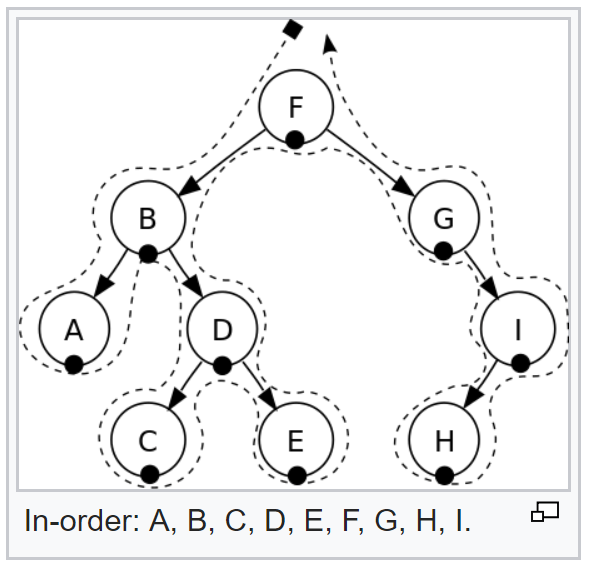 F
B
G
A
D
I
C
E
H
In-order: A, B, C, D, E, F, G, H, I.